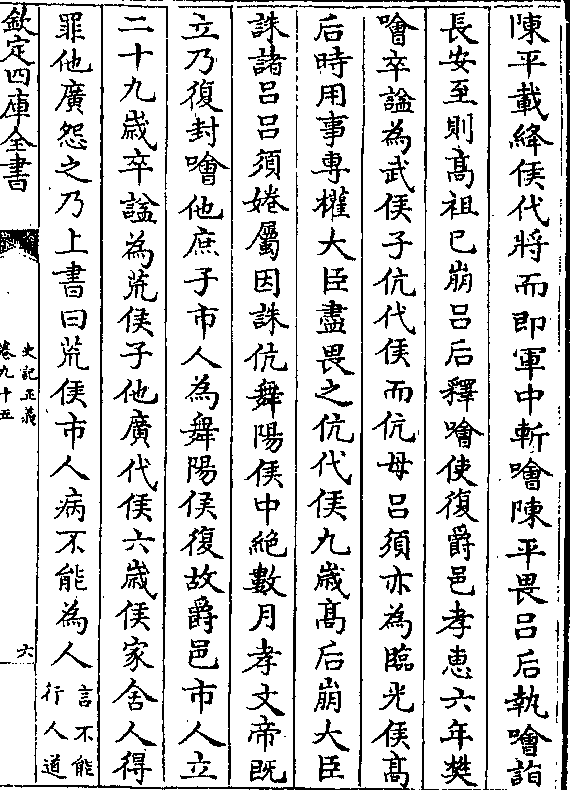 陳平載絳侯代將而即軍中斬噲陳平畏呂后執噲詣
長安至則髙祖已崩呂后釋噲使復爵邑孝恵六年樊
噲卒諡為武侯子伉代侯而伉母呂須亦為臨光侯髙
后時用事專權大臣盡畏之伉代侯九嵗髙后崩大臣
誅諸呂呂須婘屬因誅伉舞陽侯中絶數月孝文帝既
立乃復封噲他庶子市人為舞陽侯復故爵邑市人立
二十九嵗卒諡為荒侯子他廣代侯六嵗侯家舍人得
罪他廣怨之乃上書曰荒侯市人病不能為人言不能
行人道
欽定四庫全書
史記正義
卷九十五
六